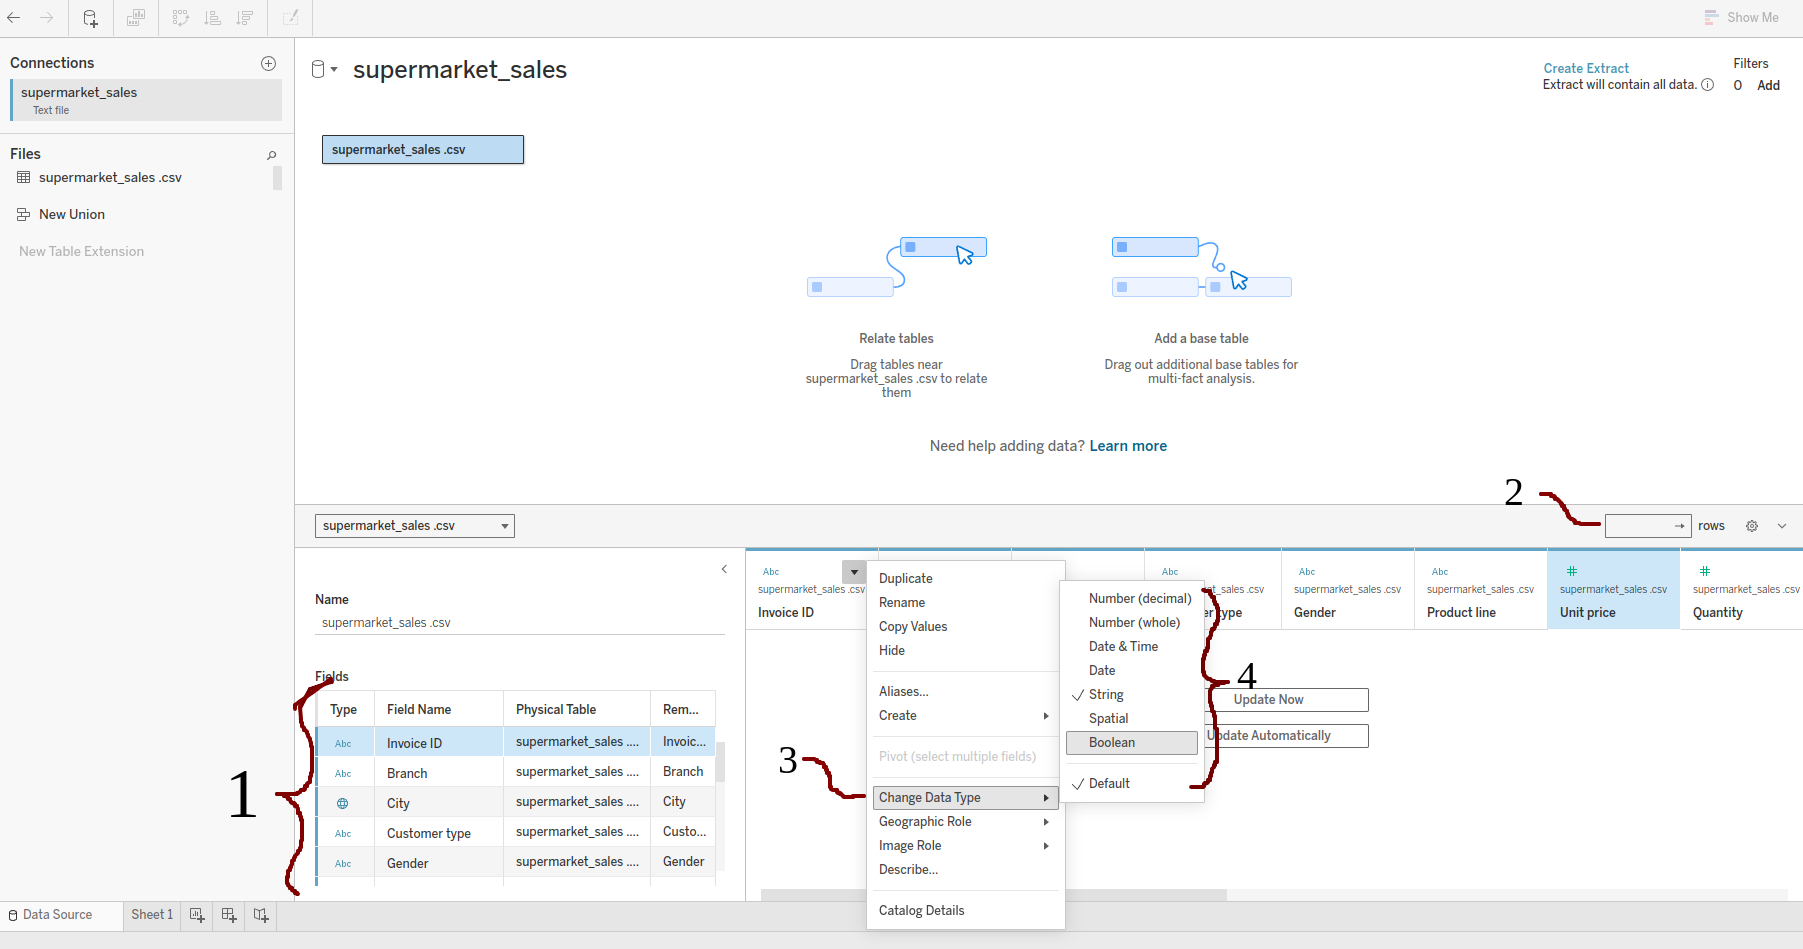 Show Me
Connections
supermarket_sales
Text file
Files
supermarket_sales .csv
New Union
New Table Extension
supermarket_sales
Create Extract
Extract will contain all data.
Filters
0 Add
supermarket_sales .csv
Relate tables
Drag tables near
supermarket_sales .csv to relate
them
Add a base table
Drag out additional base tables for
multi-fact analysis.
Need help adding data? Learn more
2
supermarket_sales .csv
rows
Name
supermarket_sales .csv
Fields
Type Field Name Physical Table Rem...
Abc Invoice ID supermarket_sales .... Invoic...
Abc Branch supermarket_sales .... Branch
City supermarket_sales .... City
Abc Customer type supermarket_sales .... Custo...
Abc Gender supermarket_sales .... Gender
1
Abc
supermarket_sales .csv
Invoice ID
Abc
et_sales .csv
er type
Abc
supermarket_sales .csv
Gender
Abc
supermarket_sales .csv
Product line
supermarket_sales .csv
Unit price
supermarket_sales .csv
Quantity
Duplicate
Rename
Copy Values
Hide
Aliases...
Create
Pivot (select multiple fields)
3
Change Data Type
Geographic Role
Image Role
Describe...
Catalog Details
Number (decimal)
Number (whole)
Date & Time
Date
String
Spatial
Boolean
Default
4
Update Now
Update Automatically
Data Source
Sheet 1